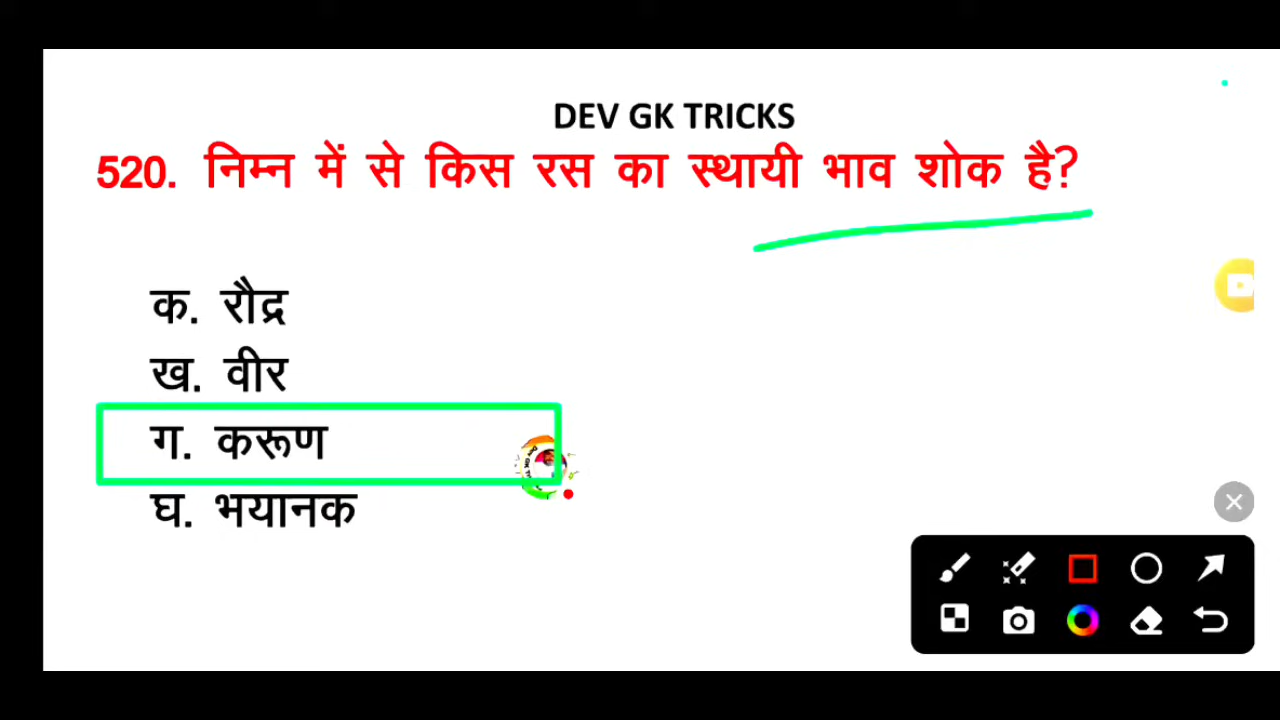 DEV GK TRICKS
520. निम्न में से किस रस का स्थायी भाव शोक है?
क. रौद्र
ख. वीर
ग. करूण
घ. भयानक